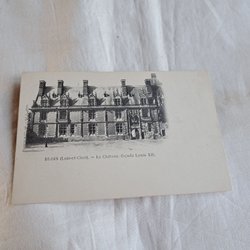 BLOIS (Loir-et-Cher). — Le Château, façade Louis XII.